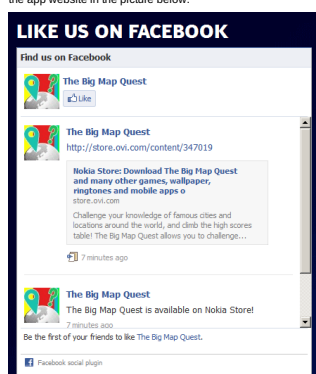 the app website in the picture below.
LIKE US ON FACEBOOK
Find us on Facebook
The Big Map Quest
Like
The Big Map Quest
http://store.ovi.com/content/347019
Nokia Store: Download The Big Map Quest
and many other games, wallpaper,
ringtones and mobile apps o
store.ovi.com
Challenge your knowledge of famous cities and
locations around the world, and climb the high scores
table! The Big Map Quest allows you to challenge...
7 minutes ago
The Big Map Quest
The Big Map Quest is available on Nokia Store!
7 minutes ago
Be the first of your friends to like The Big Map Quest.
Facebook social plugin